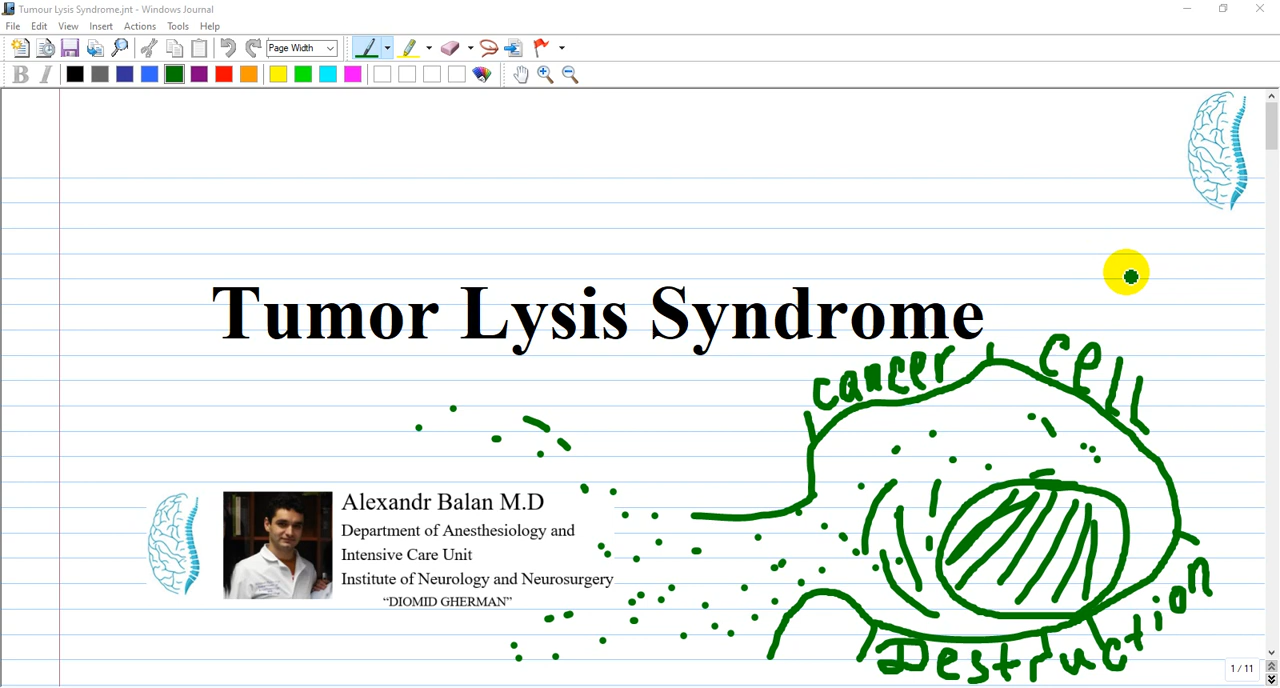 Tumour Lysis Syndrome.jnt - Windows Journal
File Edit View Insert Actions Tools Help
Page Width
B I
Tumor Lysis Syndrome
cancer cell
Alexandr Balan M.D
Department of Anesthesiology and
Intensive Care Unit
Institute of Neurology and Neurosurgery
“DIOMID GHERMAN”
Destruction
1 / 11